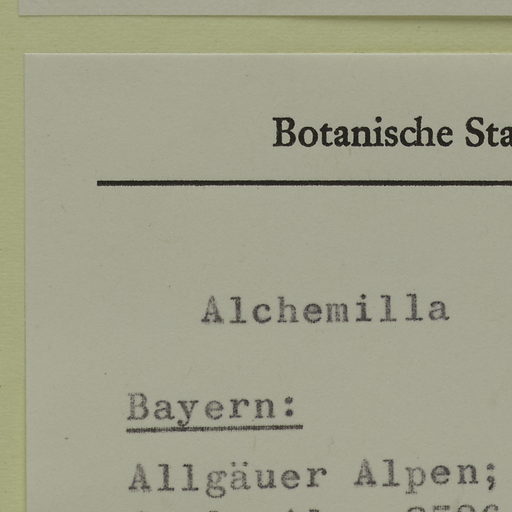 Botanische Sta
Alchemilla
Bayern:
Allgäuer Alpen;